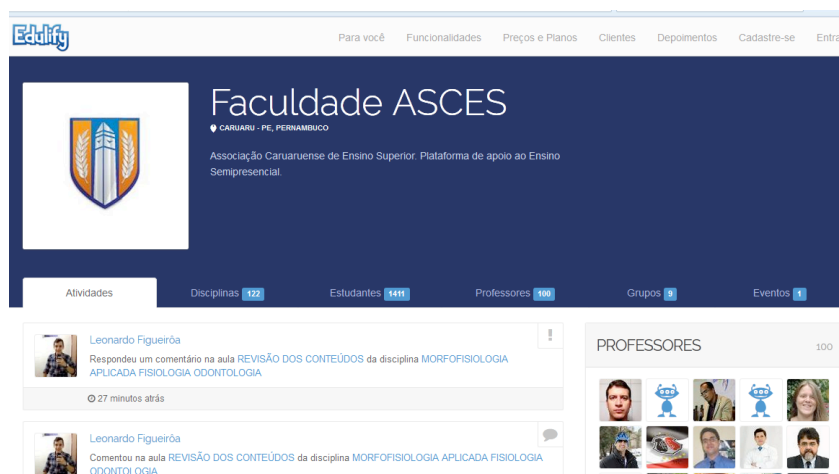 Edulify
Para você Funcionalidades Preços e Planos Clientes Depoimentos Cadastre-se Entra
Faculdade ASCES
CARUARU - PE, PERNAMBUCO
Associação Caruaruense de Ensino Superior. Plataforma de apoio ao Ensino
Semipresencial.
Atividades Disciplinas 122 Estudantes 1411 Professores 100 Grupos 9 Eventos 1
Leonardo Figueirôa
Respondeu um comentário na aula REVISÃO DOS CONTEÚDOS da disciplina MORFOFISIOLOGIA
APLICADA FISIOLOGIA ODONTOLOGIA
27 minutos atrás
Leonardo Figueirôa
Comentou na aula REVISÃO DOS CONTEÚDOS da disciplina MORFOFISIOLOGIA APLICADA FISIOLOGIA
ODONTOLOGIA
PROFESSORES 100